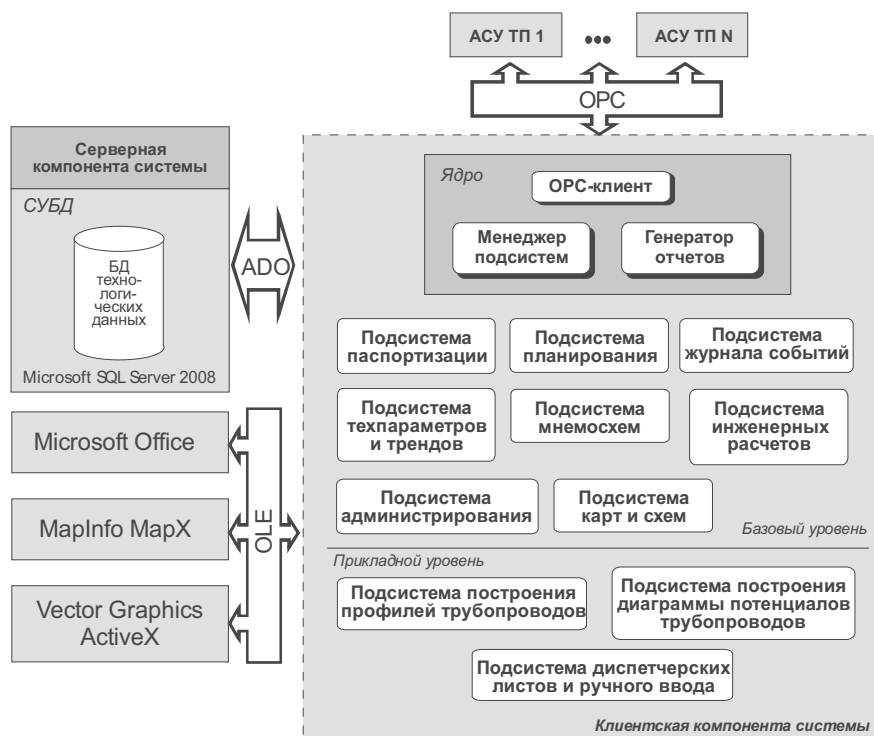 АСУ ТП 1
•••
АСУ ТП N
OPC
Серверная
компонента системы
СУБД
БД
техно-
логи-
ческих
данных
Microsoft SQL Server 2008
ADO
Ядро
OPC-клиент
Менеджер
подсистем
Генератор
отчетов
Подсистема
паспортизации
Подсистема
планирования
Подсистема
журнала событий
Подсистема
техпараметров
и трендов
Подсистема
мнемосхем
Подсистема
инженерных
расчетов
Подсистема
администрирования
Подсистема
карт и схем
Базовый уровень
Microsoft Office
MapInfo MapX
Vector Graphics
ActiveX
OLE
Прикладной уровень
Подсистема построения
профилей трубопроводов
Подсистема построения
диаграммы потенциалов
трубопроводов
Подсистема диспетчерских
листов и ручного ввода
Клиентская компонента системы